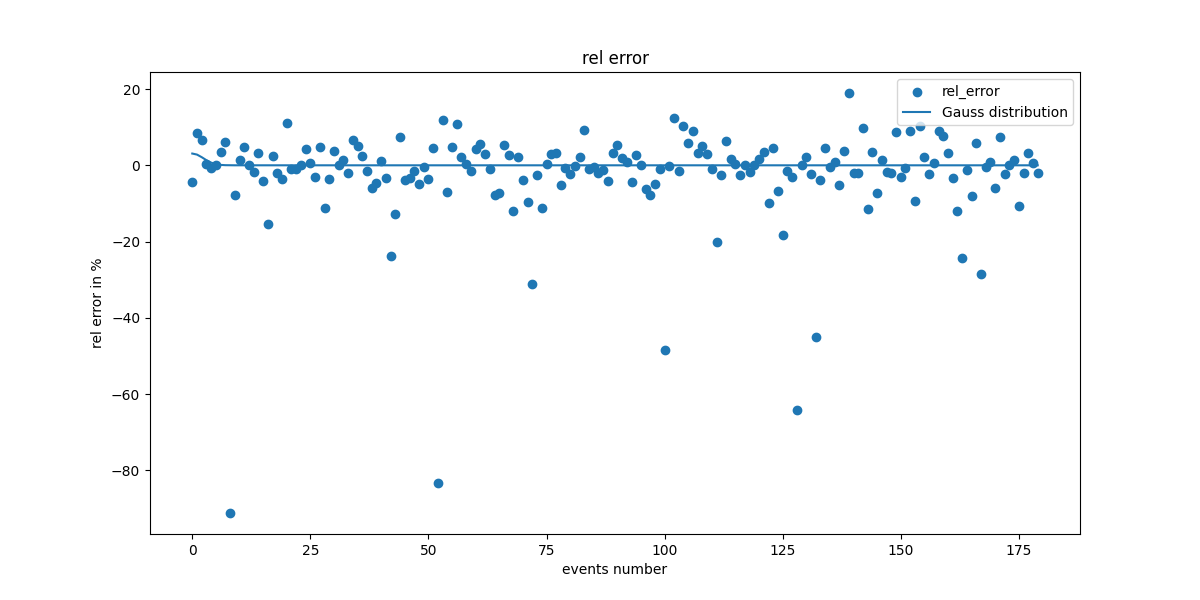 rel error
rel_error
Gauss distribution
rel error in %
20
0
−20
−40
−60
−80
0 25 50 75 100 125 150 175
events number